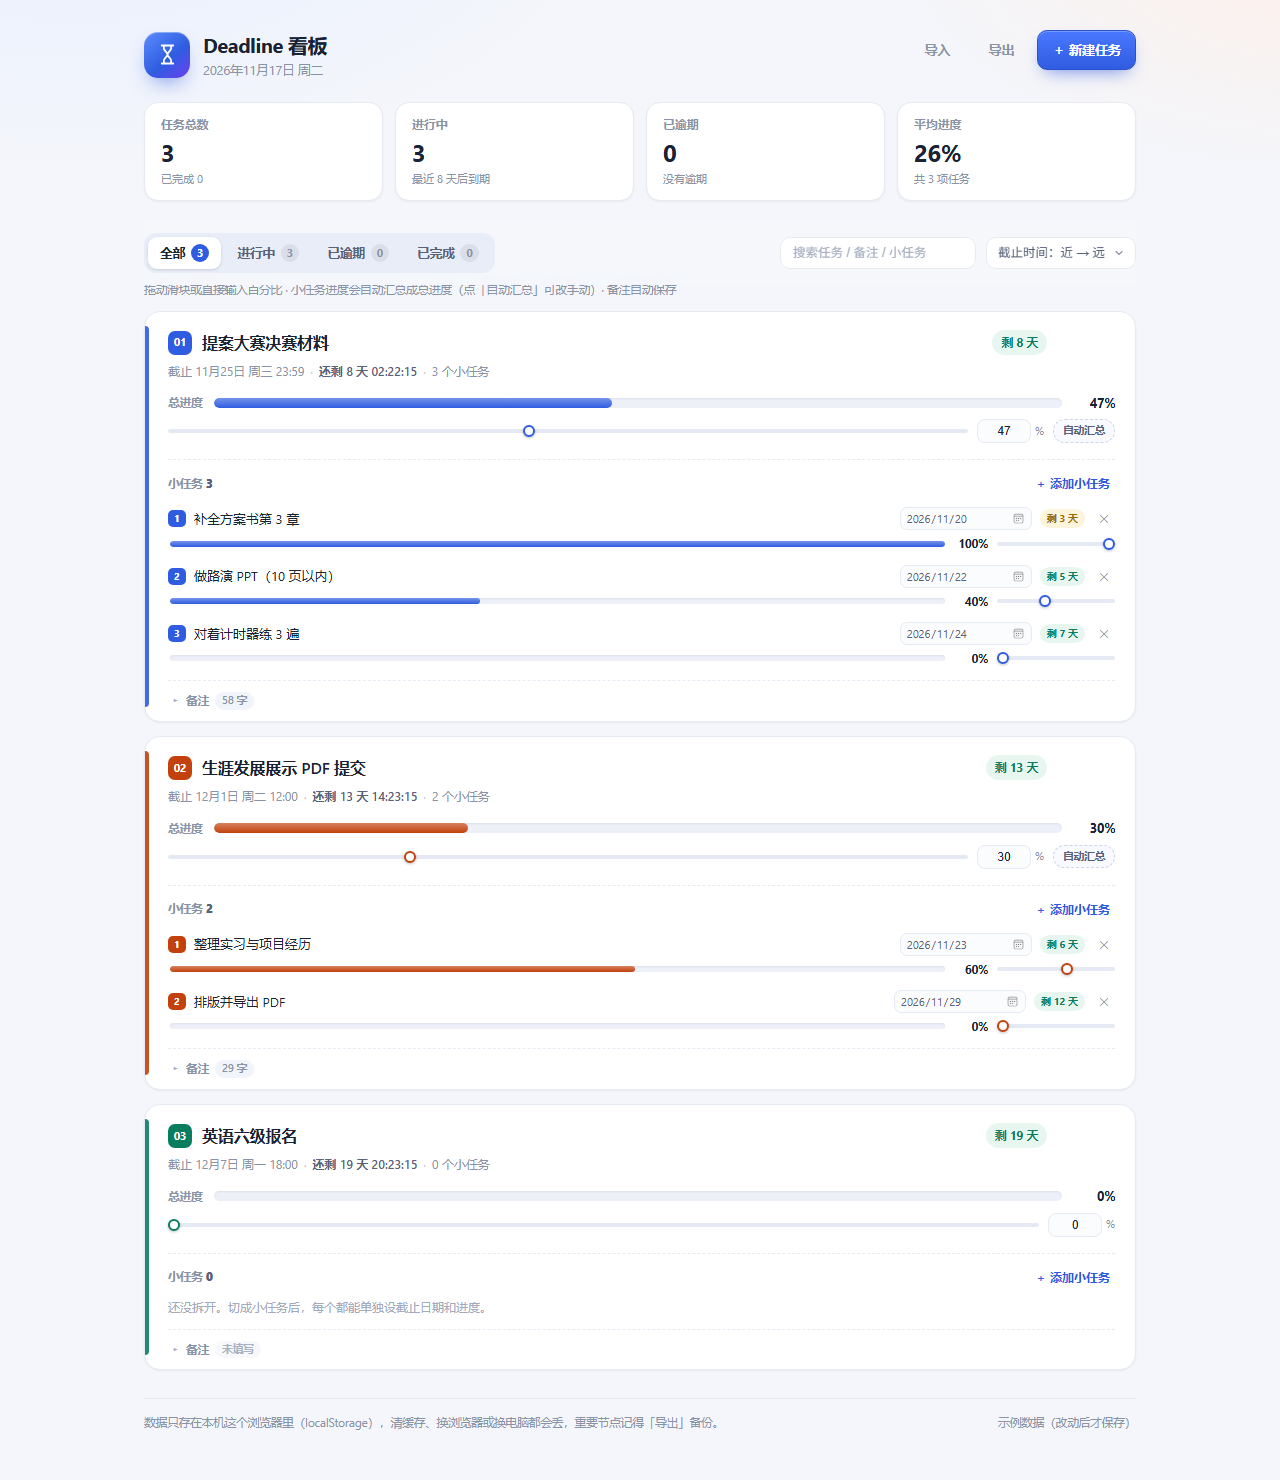 Deadline 看板
2026年11月17日 周二
导入
导出
+ 新建任务
任务总数
3
已完成 0
进行中
3
最近 8 天后到期
已逾期
0
没有逾期
平均进度
26%
共 3 项任务
全部 3
进行中 3
已逾期 0
已完成 0
搜索任务 / 备注 / 小任务
截止时间：近 → 远
拖动滑块或直接输入百分比 · 小任务进度会自动汇总成总进度（点「自动汇总」可改手动）· 备注自动保存
01 提案大赛决赛材料
剩 8 天
截止 11月25日 周三 23:59 · 还剩 8 天 02:22:15 · 3 个小任务
总进度 47%
47 % 自动汇总
小任务 3
+ 添加小任务
1 补全方案书第 3 章
2026/11/20 剩 3 天
100%
2 做路演 PPT（10 页以内）
2026/11/22 剩 5 天
40%
3 对着计时器练 3 遍
2026/11/24 剩 7 天
0%
备注 58 字
02 生涯发展展示 PDF 提交
剩 13 天
截止 12月1日 周二 12:00 · 还剩 13 天 14:23:15 · 2 个小任务
总进度 30%
30 % 自动汇总
小任务 2
+ 添加小任务
1 整理实习与项目经历
2026/11/23 剩 6 天
60%
2 排版并导出 PDF
2026/11/29 剩 12 天
0%
备注 29 字
03 英语六级报名
剩 19 天
截止 12月7日 周一 18:00 · 还剩 19 天 20:23:15 · 0 个小任务
总进度 0%
0 %
小任务 0
+ 添加小任务
还没拆开。切成小任务后，每个都能单独设截止日期和进度。
备注 未填写
数据只存在本机这个浏览器里（localStorage），清缓存、换浏览器或换电脑都会丢，重要节点记得「导出」备份。
示例数据（改动后才保存）